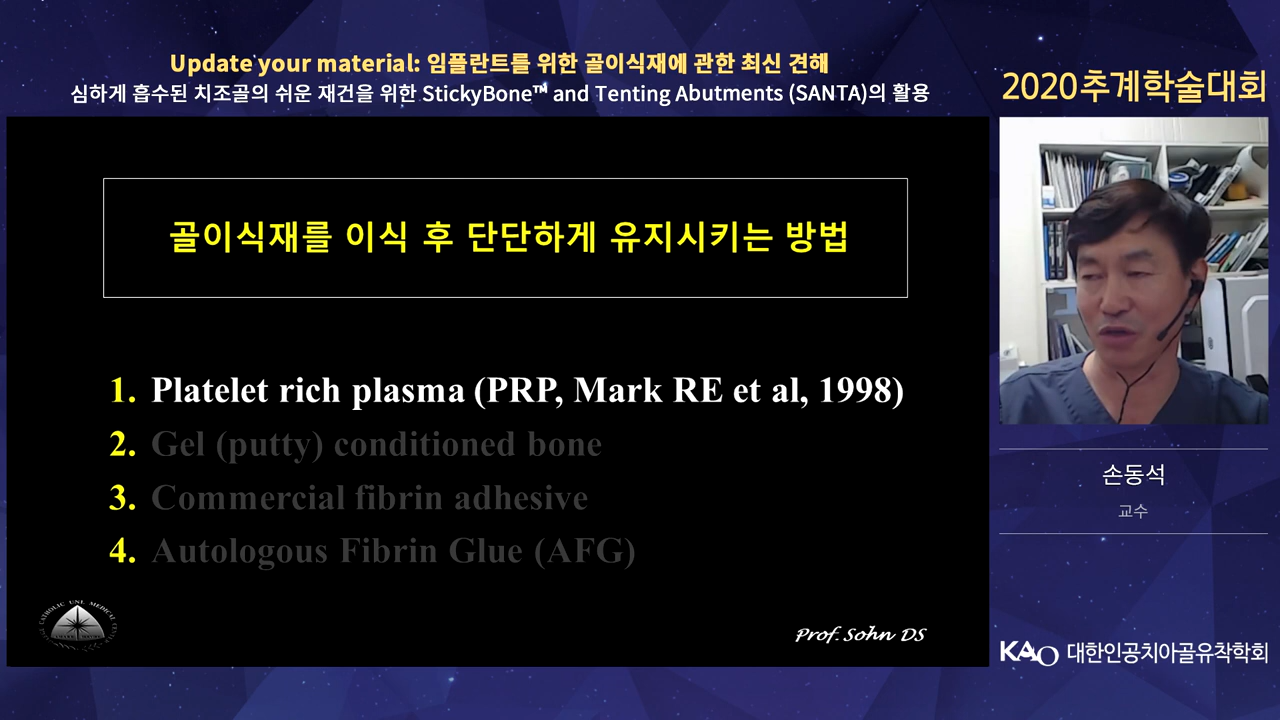 Update your material: 임플란트를 위한 골이식재에 관한 최신 견해
심하게 흡수된 치조골의 쉬운 재건을 위한 StickyBone™ and Tenting Abutments (SANTA)의 활용
2020추계학술대회
골이식재를 이식 후 단단하게 유지시키는 방법
1. Platelet rich plasma (PRP, Mark RE et al, 1998)
2. Gel (putty) conditioned bone
3. Commercial fibrin adhesive
4. Autologous Fibrin Glue (AFG)
Prof. Sohn DS
손동석
교수
KAO 대한인공치아골유착학회